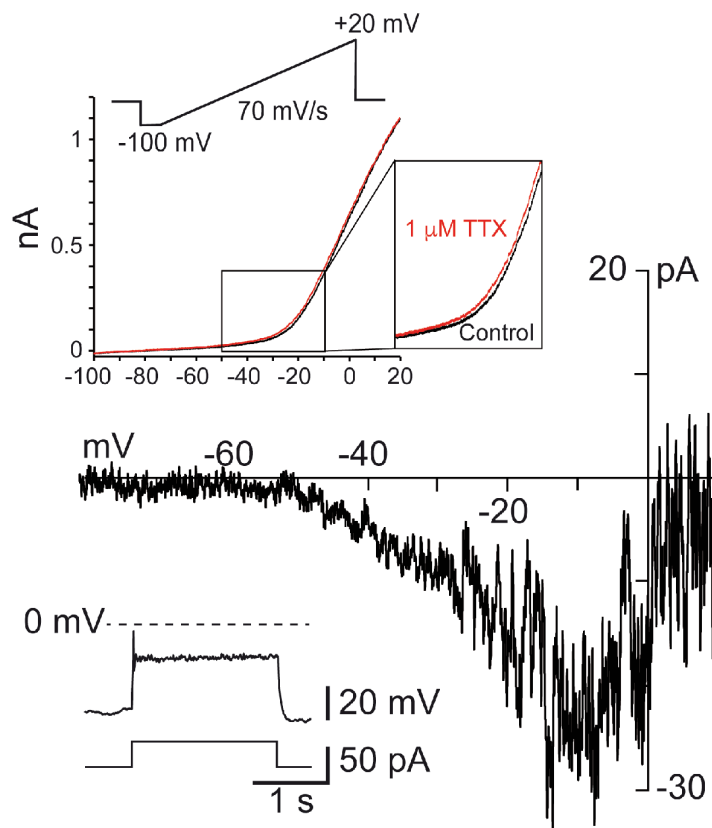 +20 mV
70 mV/s
-100 mV
1
0.5
0
nA
-100 -80 -60 -40 -20 0 20
1 µM TTX
Control
20 pA
mV -60 -40
-20
0 mV
20 mV
50 pA
1 s
-30